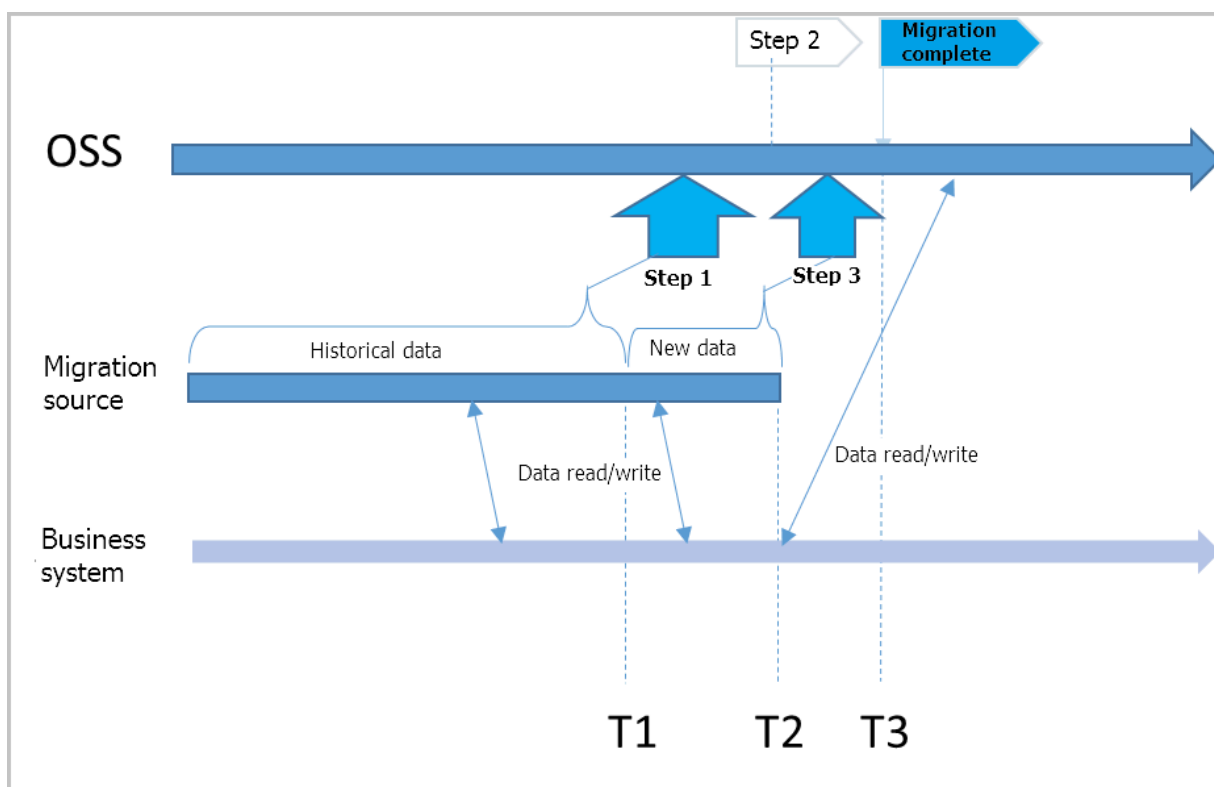 Step 2
Migration
complete
OSS
Step 1
Step 3
Historical data
New data
Migration
source
Data read/write
Data read/write
Business
system
T1
T2
T3